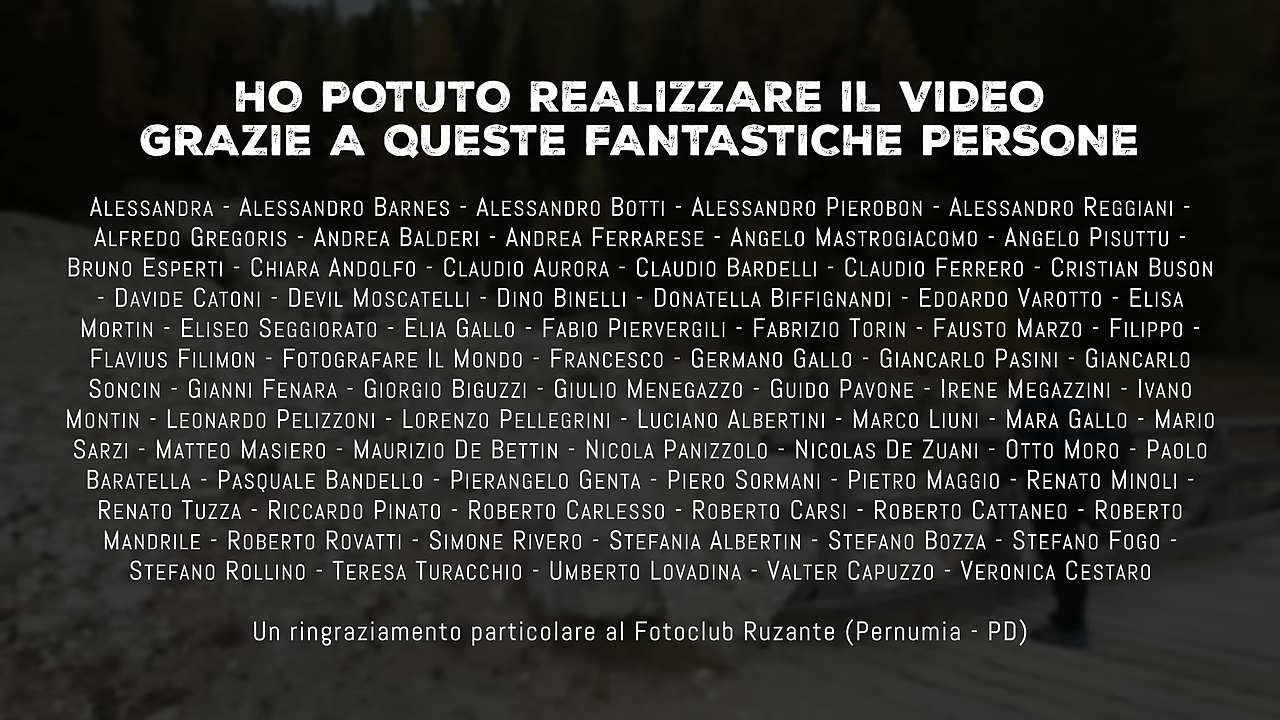 HO POTUTO REALIZZARE IL VIDEO
GRAZIE A QUESTE FANTASTICHE PERSONE
ALESSANDRA - ALESSANDRO BARNES - ALESSANDRO BOTTI - ALESSANDRO PIEROBON - ALESSANDRO REGGIANI -
ALFREDO GREGORIS - ANDREA BALDERI - ANDREA FERRARESE - ANGELO MASTROGIACOMO - ANGELO PISUTTU -
BRUNO ESPERTI - CHIARA ANDOLFO - CLAUDIO AURORA - CLAUDIO BARDELLI - CLAUDIO FERRERO - CRISTIAN BUSON
- DAVIDE CATONI - DEVIL MOSCATELLI - DINO BINELLI - DONATELLA BIFFIGNANDI - EDOARDO VAROTTO - ELISA
MORTIN - ELISEO SEGGIORATO - ELIA GALLO - FABIO PIERVERGILI - FABRIZIO TORIN - FAUSTO MARZO - FILIPPO -
FLAVIUS FILIMON - FOTOGRAFARE IL MONDO - FRANCESCO - GERMANO GALLO - GIANCARLO PASINI - GIANCARLO
SONCIN - GIANNI FENARA - GIORGIO BIGUZZI - GIULIO MENEGAZZO - GUIDO PAVONE - IRENE MEGAZZINI - IVANO
MONTIN - LEONARDO PELIZZONI - LORENZO PELLEGRINI - LUCIANO ALBERTINI - MARCO LIUNI - MARA GALLO - MARIO
SARZI - MATTEO MASIERO - MAURIZIO DE BETTIN - NICOLA PANIZZOLO - NICOLAS DE ZUANI - OTTO MORO - PAOLO
BARATELLA - PASQUALE BANDELLO - PIERANGELO GENTA - PIERO SORMANI - PIETRO MAGGIO - RENATO MINOLI -
RENATO TUZZA - RICCARDO PINATO - ROBERTO CARLESSO - ROBERTO CARSI - ROBERTO CATTANEO - ROBERTO
MANDRILE - ROBERTO ROVATTI - SIMONE RIVERO - STEFANIA ALBERTIN - STEFANO BOZZA - STEFANO FOGO -
STEFANO ROLLINO - TERESA TURACCHIO - UMBERTO LOVADINA - VALTER CAPUZZO - VERONICA CESTARO
Un ringraziamento particolare al Fotoclub Ruzante (Pernumia - PD)